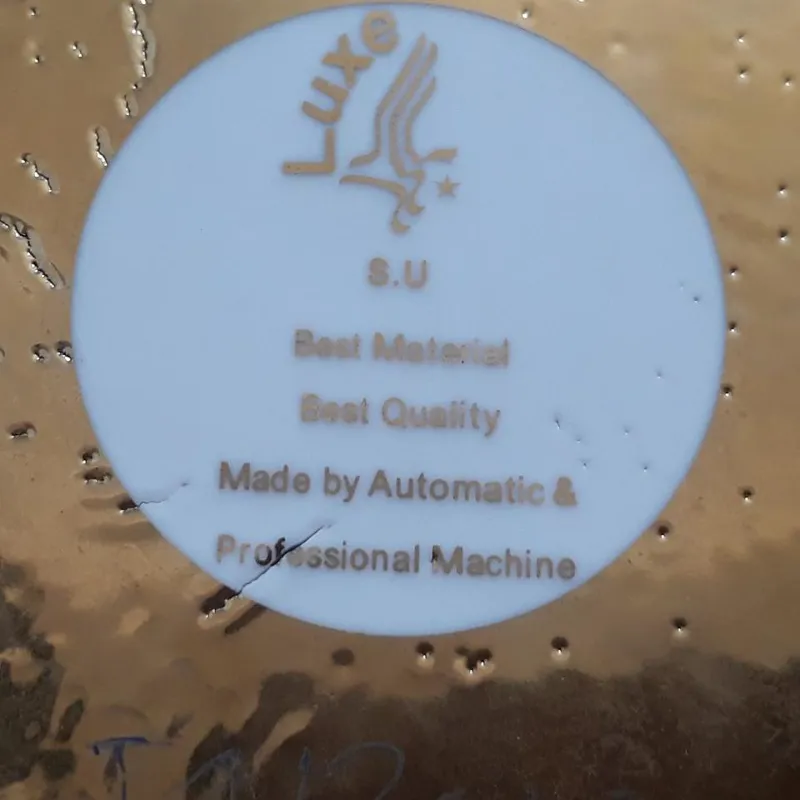 Luxe
S.U
Best Material
Best Quality
Made by Automatic &
Professional Machine